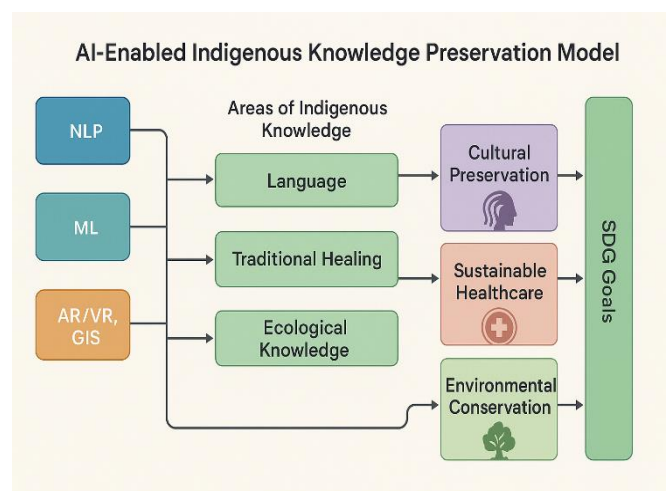 AI-Enabled Indigenous Knowledge Preservation Model
NLP
ML
AR/VR,
GIS
Areas of Indigenous
Knowledge
Language
Traditional Healing
Ecological
Knowledge
Cultural
Preservation
Sustainable
Healthcare
Environmental
Conservation
SDG Goals